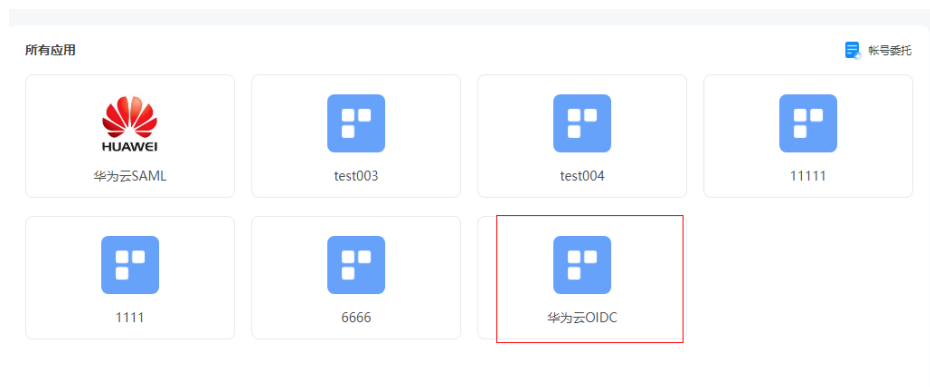 所有应用
帐号委托
HUAWEI
华为云SAML
test003
test004
11111
1111
6666
华为云OIDC